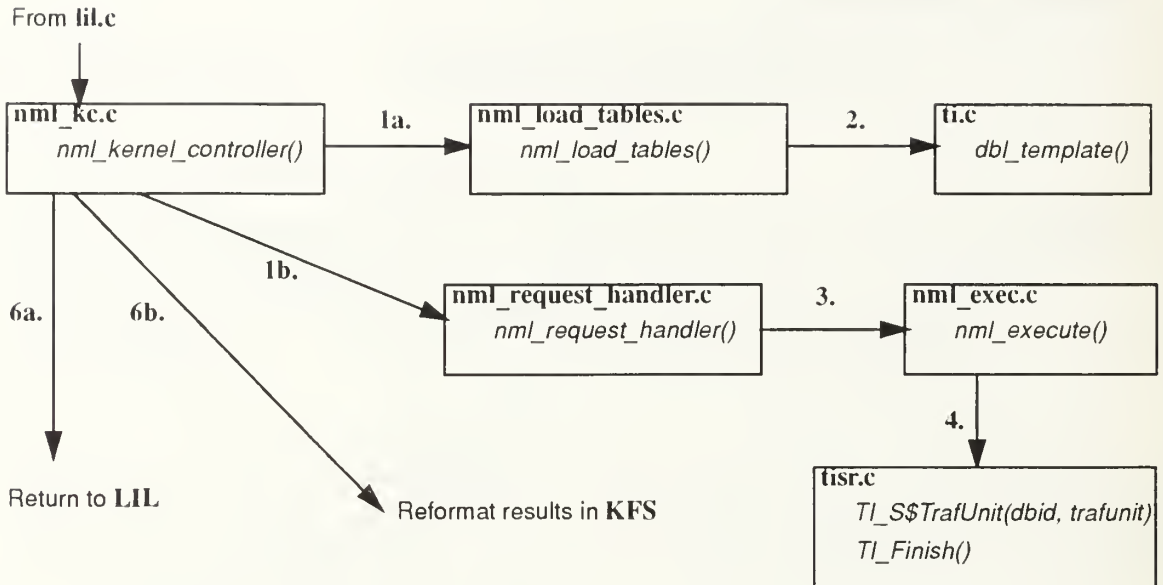 From lil.c
nml_kc.c
nml_kernel_controller()
1a.
nml_load_tables.c
nml_load_tables()
2.
ti.c
dbl_template()
1b.
nml_request_handler.c
nml_request_handler()
3.
nml_exec.c
nml_execute()
6a.
6b.
4.
Return to LIL
Reformat results in KFS
tisr.c
TI_S$TrafUnit(dbid, trafunit)
TI_Finish()